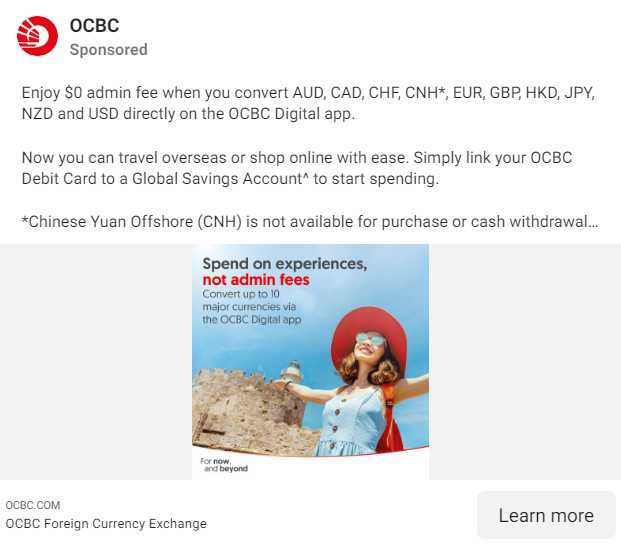 OCBC
Sponsored
Enjoy $0 admin fee when you convert AUD, CAD, CHF, CNH*, EUR, GBP, HKD, JPY,
NZD and USD directly on the OCBC Digital app.
Now you can travel overseas or shop online with ease. Simply link your OCBC
Debit Card to a Global Savings Account^ to start spending.
*Chinese Yuan Offshore (CNH) is not available for purchase or cash withdrawal...
Spend on experiences,
not admin fees
Convert up to 10
major currencies via
the OCBC Digital app
For now,
and beyond
OCBC.COM
OCBC Foreign Currency Exchange
Learn more